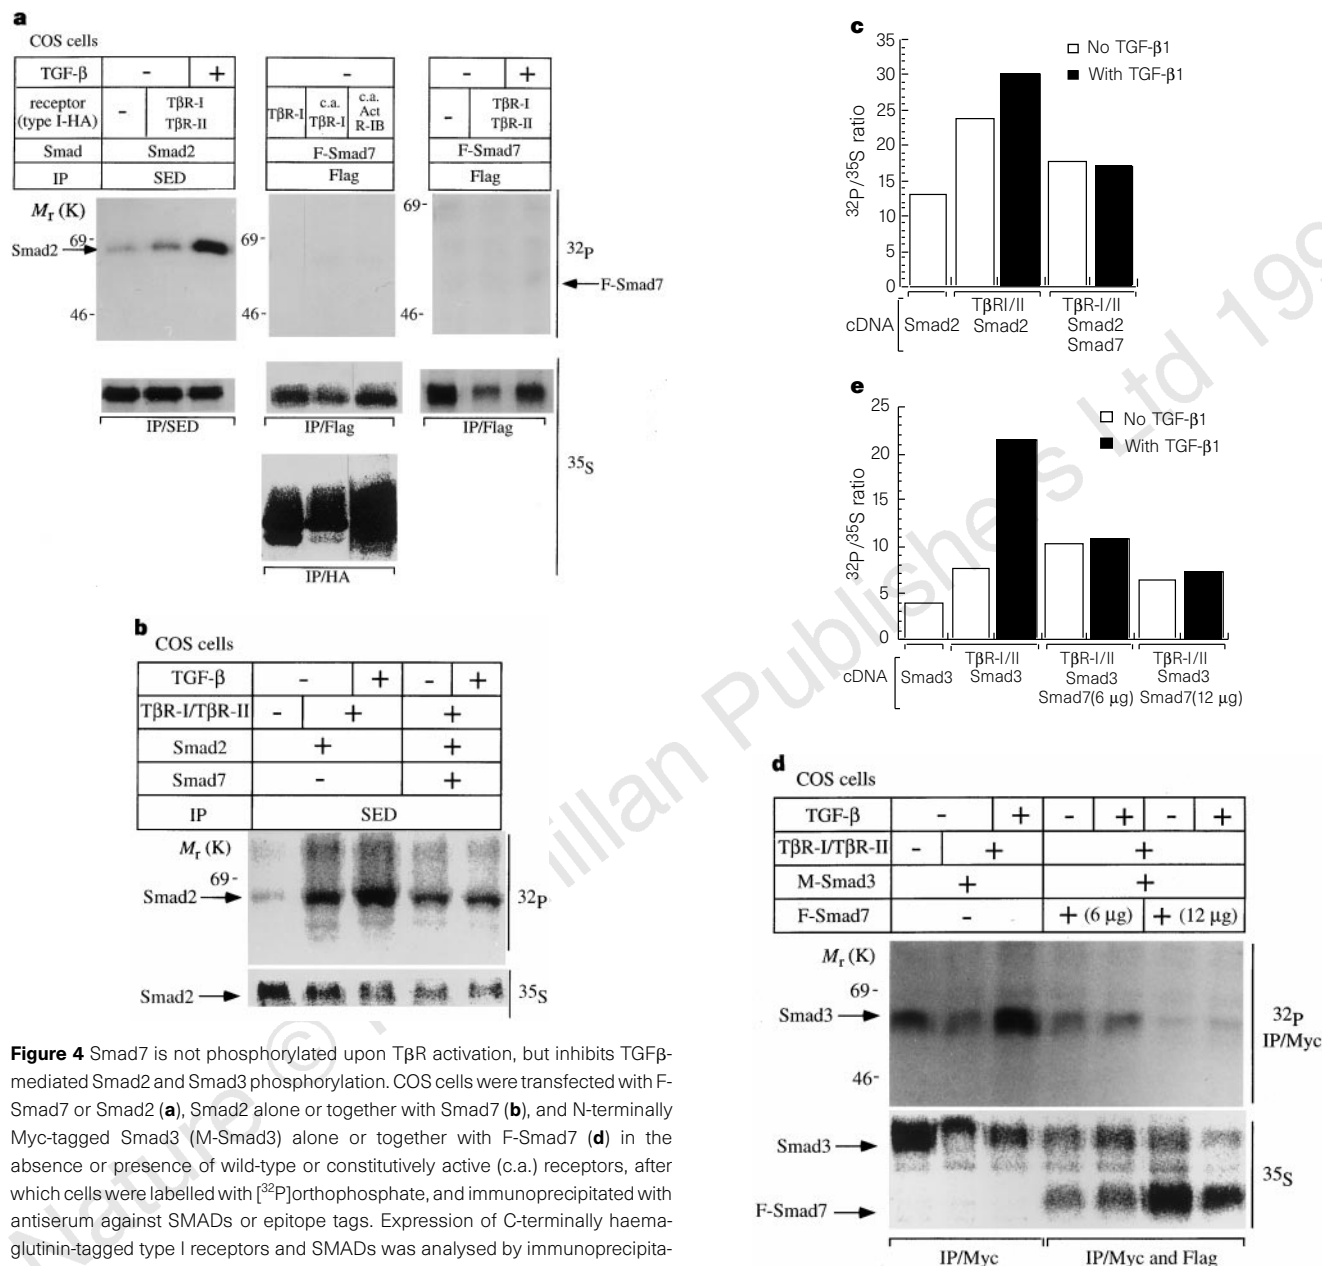 a
COS cells
TGF-β - +
receptor (type I-HA) - TβR-I TβR-II
Smad Smad2
IP SED
-
TβR-I c.a. TβR-I c.a. Act R-IB
F-Smad7
Flag
- +
- TβR-I TβR-II
F-Smad7
Flag
Mr (K)
Smad2
69-
46-
69-
46-
69-
46-
32P
F-Smad7
IP/SED
IP/Flag
IP/Flag
35S
IP/HA
b
COS cells
TGF-β - + - +
TβR-I/TβR-II - + +
Smad2 + +
Smad7 - +
IP SED
Mr (K)
69-
Smad2
32P
Smad2
35S
c
35
30
25
20
15
10
5
0
32P/35S ratio
No TGF-β1
With TGF-β1
cDNA
Smad2
TβRI/II
Smad2
TβR-I/II
Smad2
Smad7
e
25
20
15
10
5
0
32P/35S ratio
No TGF-β1
With TGF-β1
cDNA
Smad3
TβR-I/II
Smad3
TβR-I/II
Smad3
Smad7(6 μg)
TβR-I/II
Smad3
Smad7(12 μg)
d
COS cells
TGF-β - + - + - +
TβR-I/TβR-II - + +
M-Smad3 + +
F-Smad7 - + (6 μg) + (12 μg)
Mr (K)
69-
Smad3
46-
32P
IP/Myc
Smad3
F-Smad7
35S
IP/Myc
IP/Myc and Flag
Figure 4 Smad7 is not phosphorylated upon TβR activation, but inhibits TGFβ-
mediated Smad2 and Smad3 phosphorylation. COS cells were transfected with F-
Smad7 or Smad2 (a), Smad2 alone or together with Smad7 (b), and N-terminally
Myc-tagged Smad3 (M-Smad3) alone or together with F-Smad7 (d) in the
absence or presence of wild-type or constitutively active (c.a.) receptors, after
which cells were labelled with [32P]orthophosphate, and immunoprecipitated with
antiserum against SMADs or epitope tags. Expression of C-terminally haema-
glutinin-tagged type I receptors and SMADs was analysed by immunoprecipita-
Nature © millan Publishers Ltd 199